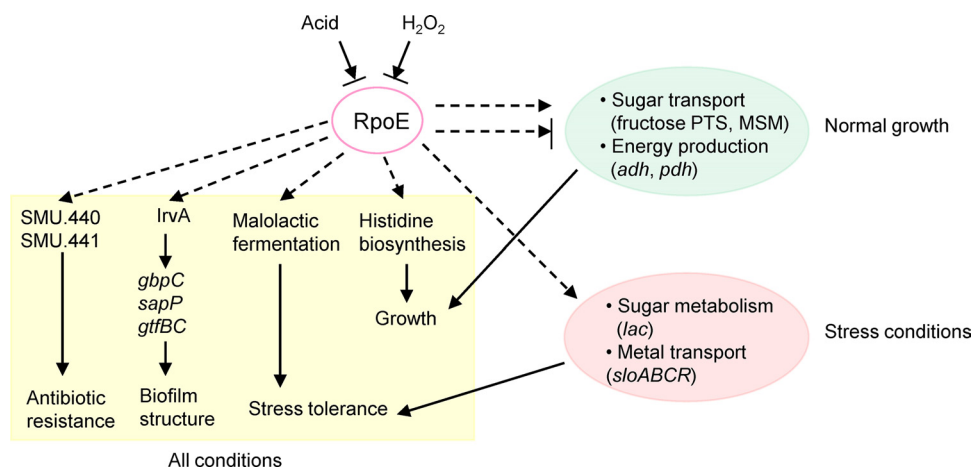 Acid
H₂O₂
RpoE
• Sugar transport
(fructose PTS, MSM)
• Energy production
(adh, pdh)
Normal growth
SMU.440
SMU.441
IrvA
gbpC
sapP
gtfBC
Malolactic
fermentation
Histidine
biosynthesis
Growth
Antibiotic
resistance
Biofilm
structure
Stress tolerance
• Sugar metabolism
(lac)
• Metal transport
(sloABCR)
Stress conditions
All conditions